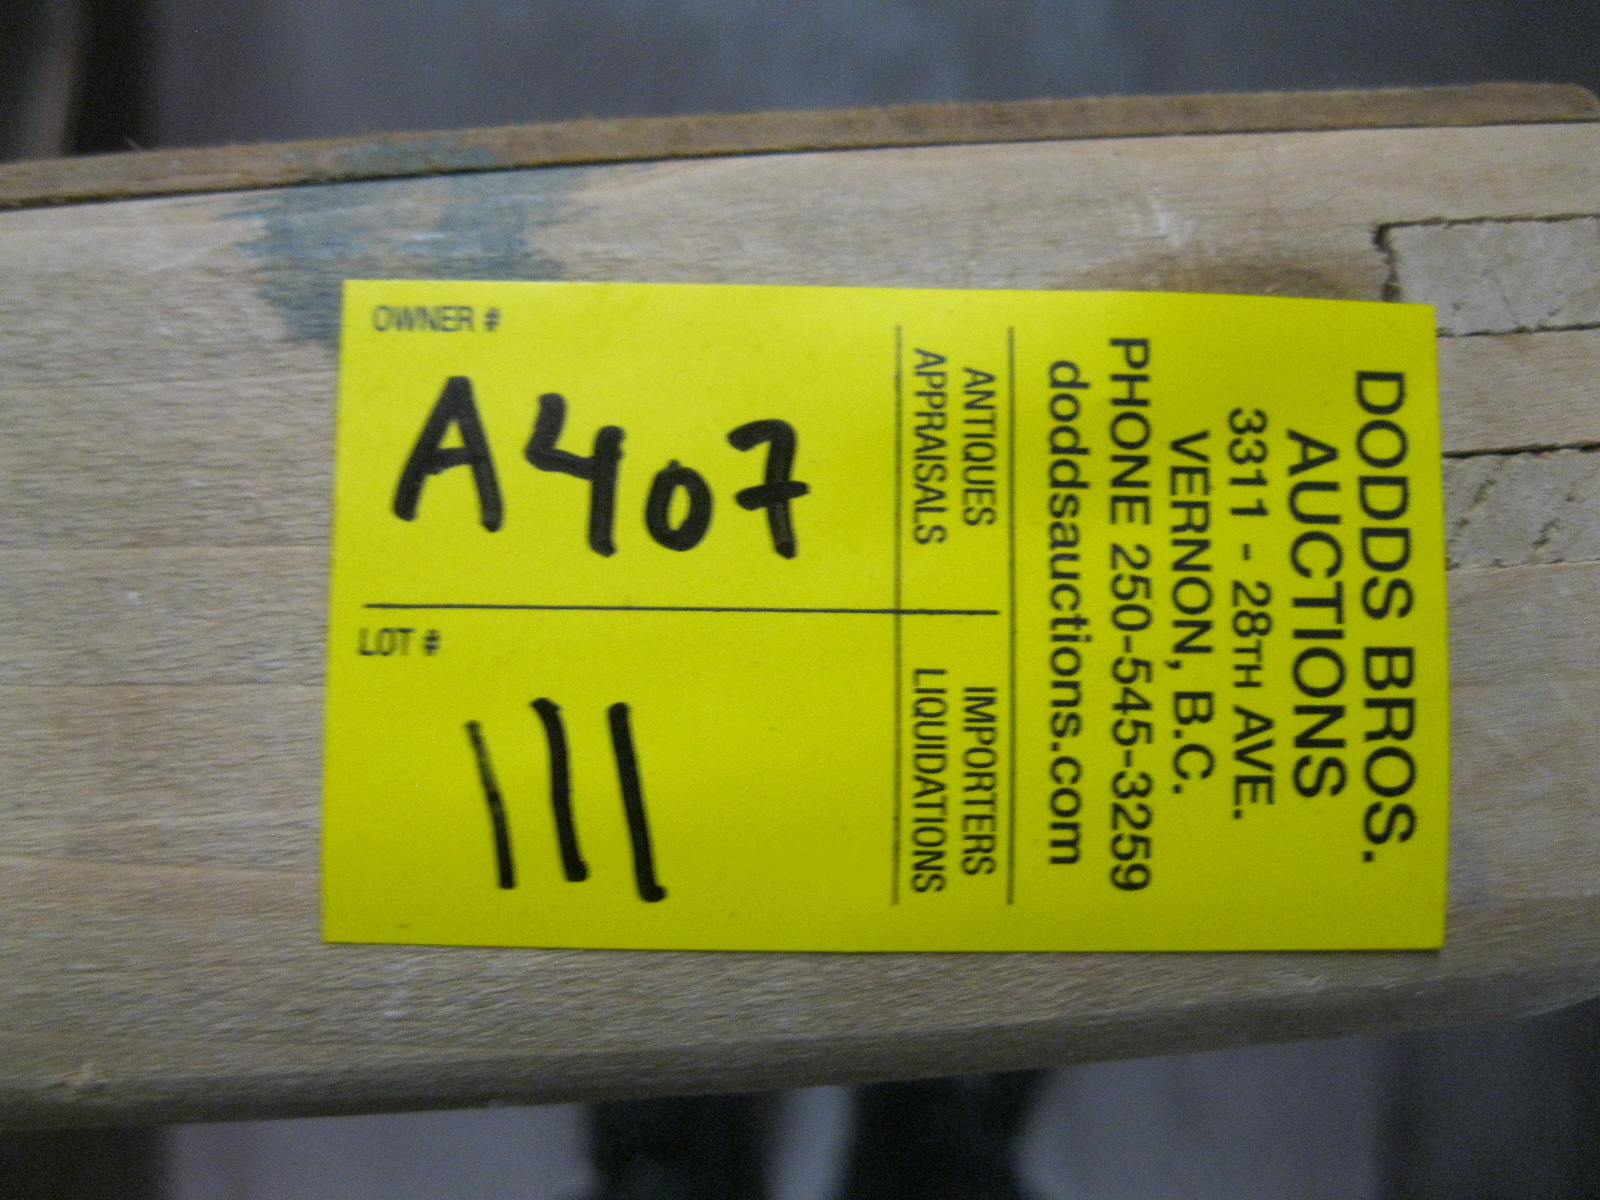 DODDS BROS.
AUCTIONS
3311 - 28TH AVE.
VERNON, B.C.
PHONE 250-545-3259
doddsauctions.com
ANTIQUES IMPORTERS
APPRAISALS LIQUIDATIONS
OWNER #
A407
LOT #
111